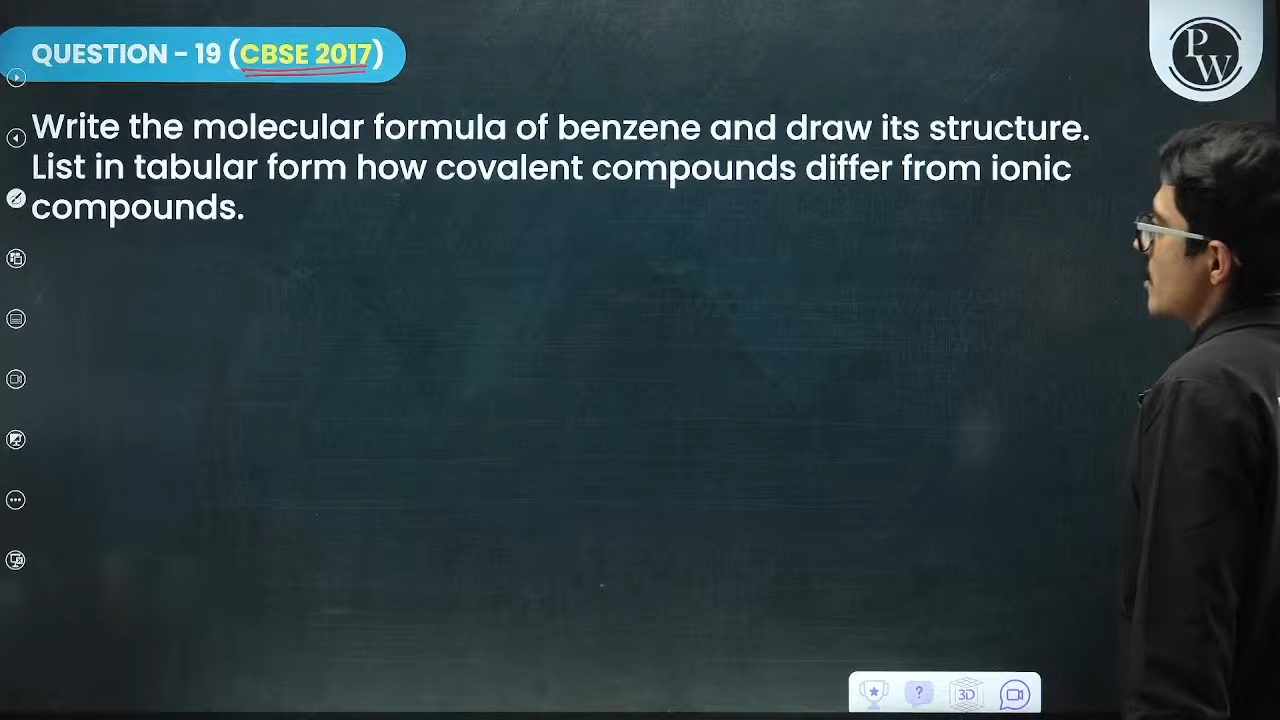 QUESTION - 19 (CBSE 2017)
PW
Write the molecular formula of benzene and draw its structure.
List in tabular form how covalent compounds differ from ionic
compounds.
?
3D